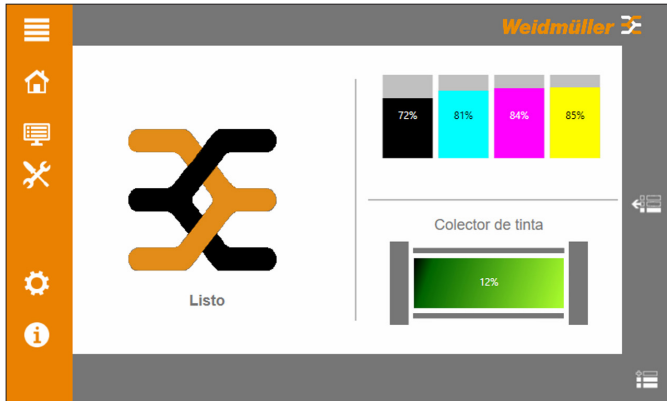 Weidmüller
72%
81%
84%
85%
Colector de tinta
12%
Listo